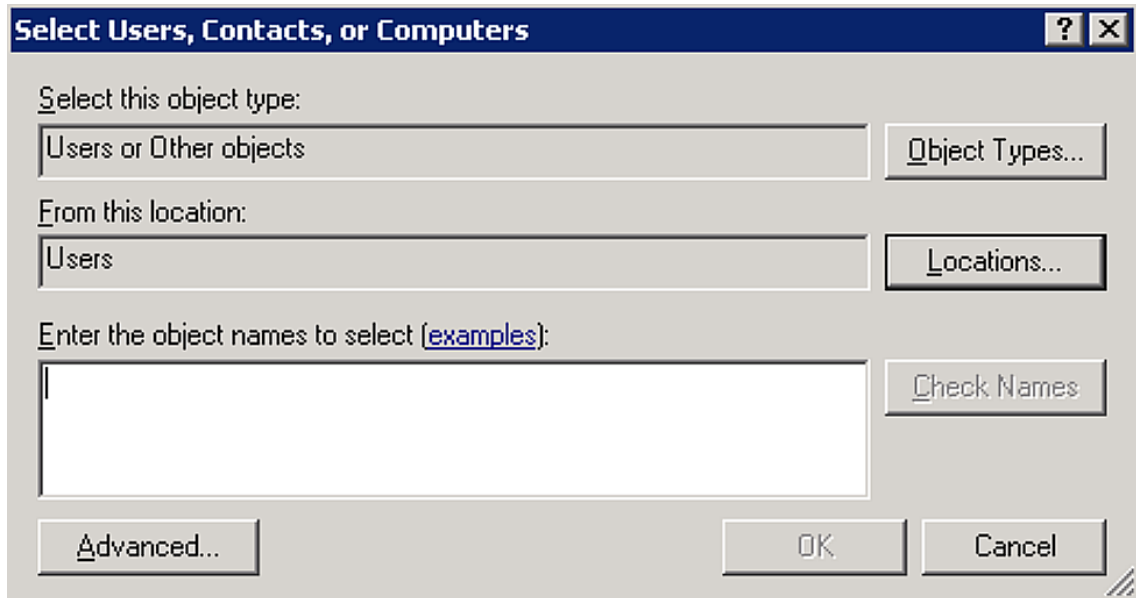 Select Users, Contacts, or Computers
Select this object type:
Users or Other objects
Object Types...
From this location:
Users
Locations...
Enter the object names to select (examples):
Check Names
Advanced...
OK
Cancel